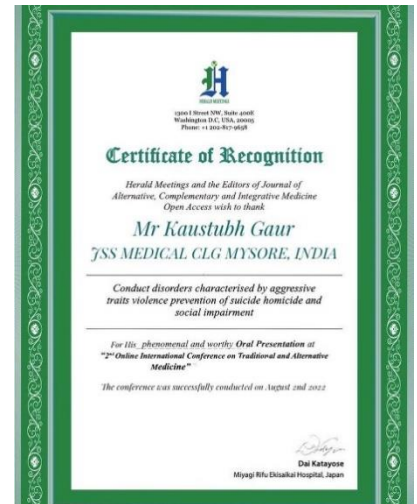 HERALD MEETINGS
1300 I Street NW, Suite 400E
Washington D.C, USA, 20005
Phone: +1 202-817-9698
Certificate of Recognition
Herald Meetings and the Editors of Journal of
Alternative, Complementary and Integrative Medicine
Open Access wish to thank
Mr Kaustubh Gaur
JSS MEDICAL CLG MYSORE, INDIA
Conduct disorders characterised by aggressive
traits violence prevention of suicide homicide and
social impairment
For His phenomenal and worthy Oral Presentation at
"2nd Online International Conference on Traditional and Alternative
Medicine"
The conference was successfully conducted on August 2nd 2022
Dai Katayose
Miyagi Rifu Ekisaikai Hospital, Japan